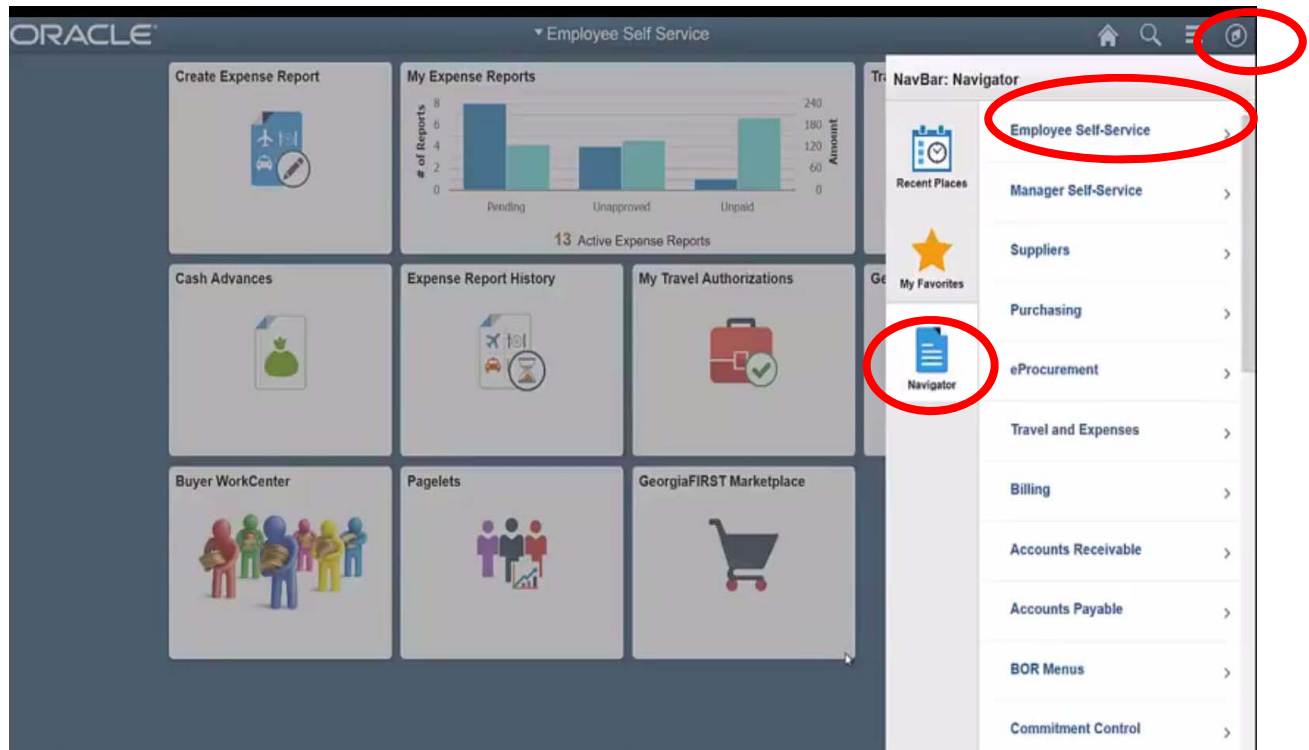 ORACLE
Employee Self Service
Create Expense Report
My Expense Reports
# of Reports
8
6
4
2
0
240
180
120
60
0
Amount
Pending
Unapproved
Unpaid
13 Active Expense Reports
Tr
Cash Advances
Expense Report History
My Travel Authorizations
Ge
Buyer WorkCenter
Pagelets
GeorgiaFIRST Marketplace
NavBar: Navigator
Recent Places
My Favorites
Navigator
Employee Self-Service
Manager Self-Service
Suppliers
Purchasing
eProcurement
Travel and Expenses
Billing
Accounts Receivable
Accounts Payable
BOR Menus
Commitment Control